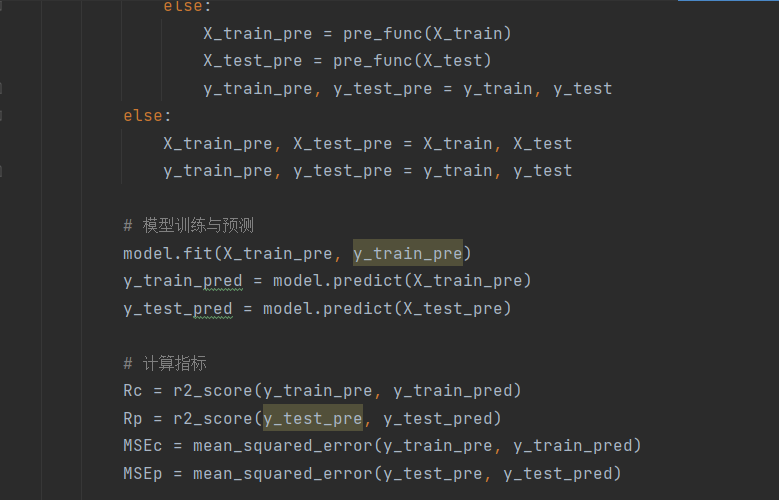 else:
X_train_pre = pre_func(X_train)
X_test_pre = pre_func(X_test)
y_train_pre, y_test_pre = y_train, y_test
else:
X_train_pre, X_test_pre = X_train, X_test
y_train_pre, y_test_pre = y_train, y_test
# 模型训练与预测
model.fit(X_train_pre, y_train_pre)
y_train_pred = model.predict(X_train_pre)
y_test_pred = model.predict(X_test_pre)
# 计算指标
Rc = r2_score(y_train_pre, y_train_pred)
Rp = r2_score(y_test_pre, y_test_pred)
MSEc = mean_squared_error(y_train_pre, y_train_pred)
MSEp = mean_squared_error(y_test_pre, y_test_pred)